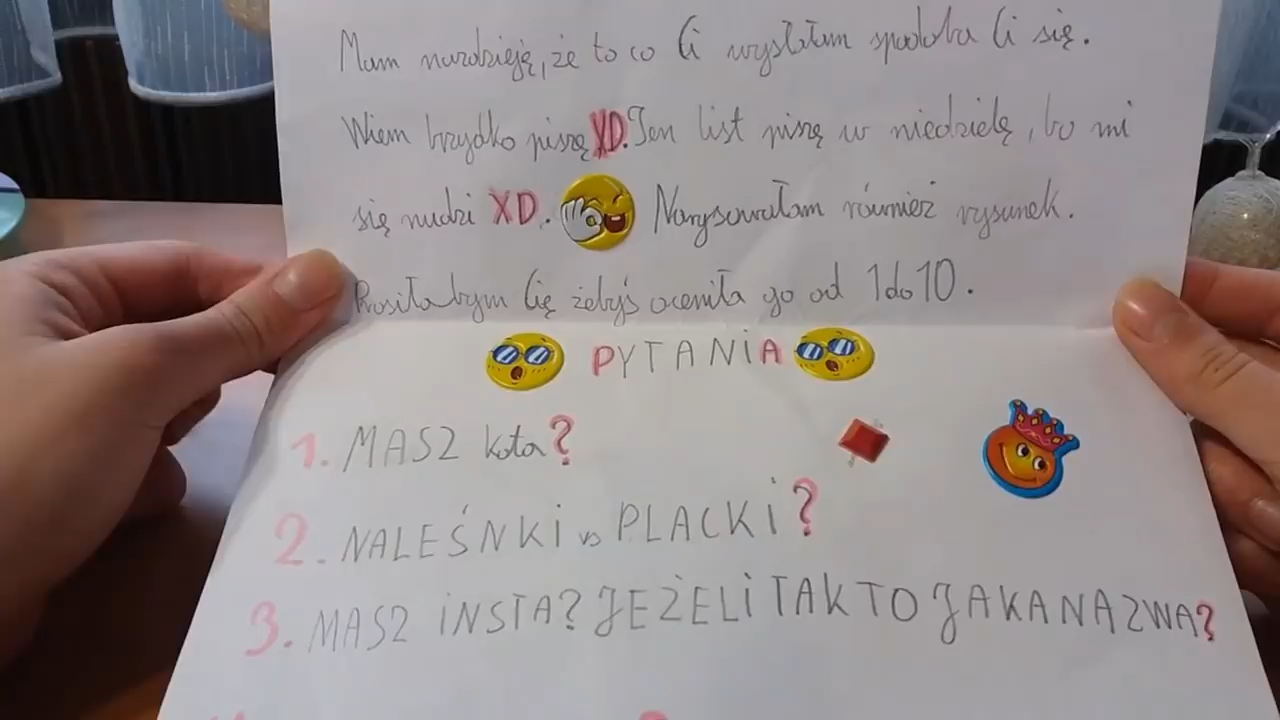 Mam nardzieję, że to co Ci wysłałam spodoba Ci się.
Wiem brzydko piszę XD. Ten list piszę w niedzielę, bo mi
się nudzi XD. Narysowałam również rysunek.
Prosiłabym Cię żebyś oceniła go od 1 do 10.
PYTANIA
1. MASZ kota?
2. NALEŚNKI vs PLACKI?
3. MASZ INSTA? JEŻELI TAK TO JAKA NAZWA?